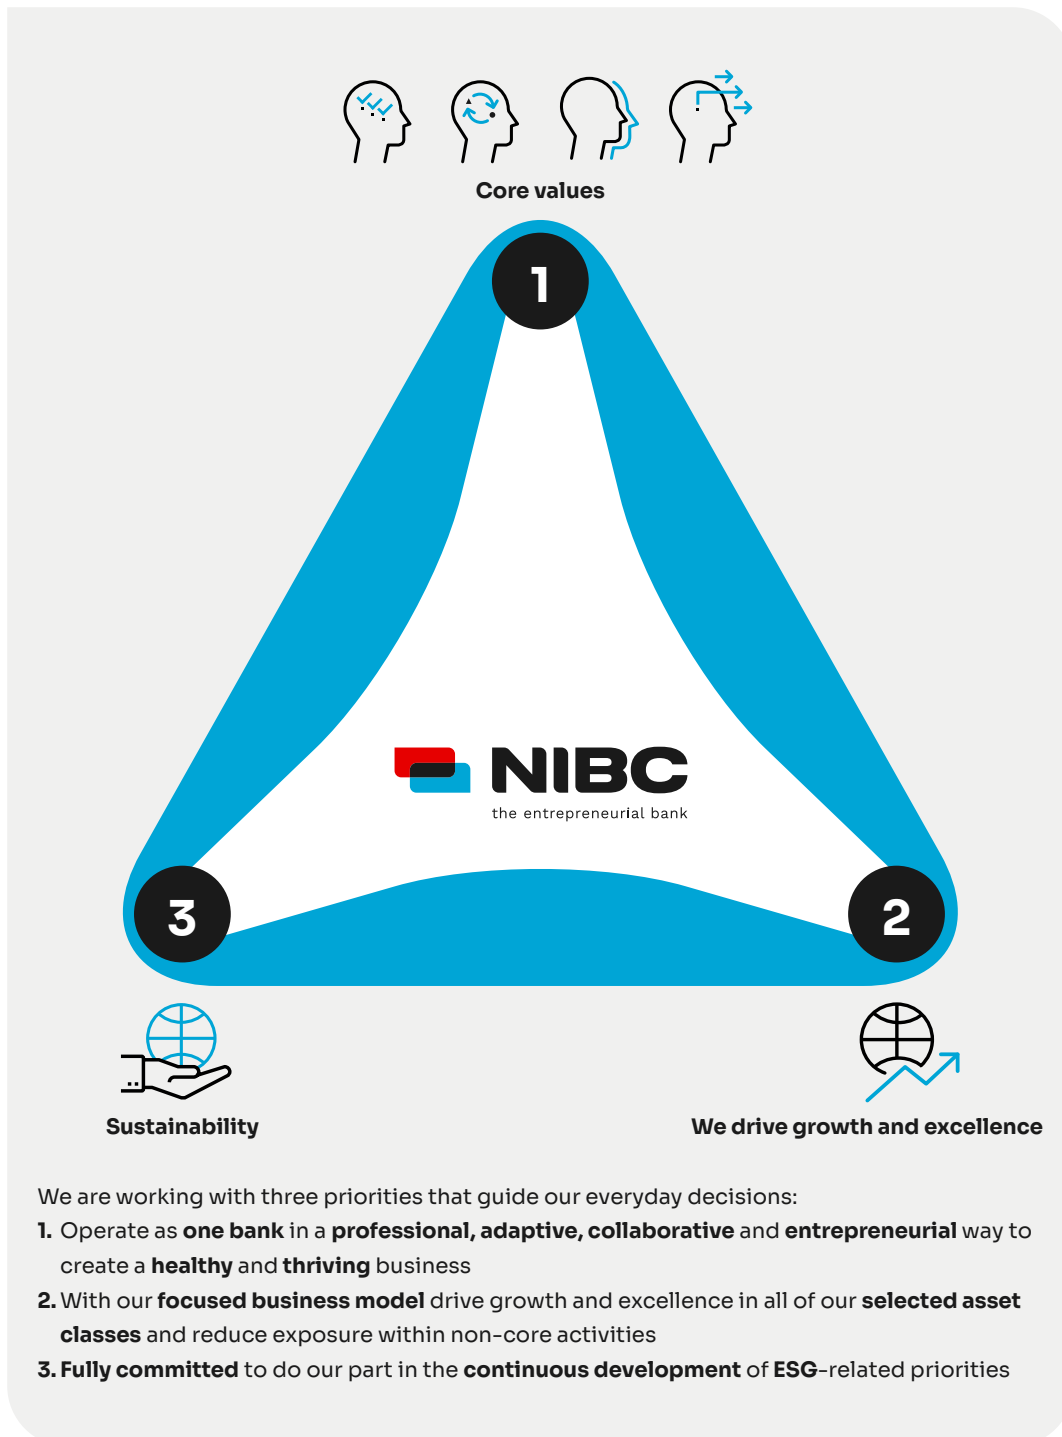 Core values
1
NIBC
the entrepreneurial bank
3
2
Sustainability
We drive growth and excellence
We are working with three priorities that guide our everyday decisions:
1. Operate as one bank in a professional, adaptive, collaborative and entrepreneurial way to
create a healthy and thriving business
2. With our focused business model drive growth and excellence in all of our selected asset
classes and reduce exposure within non-core activities
3. Fully committed to do our part in the continuous development of ESG-related priorities